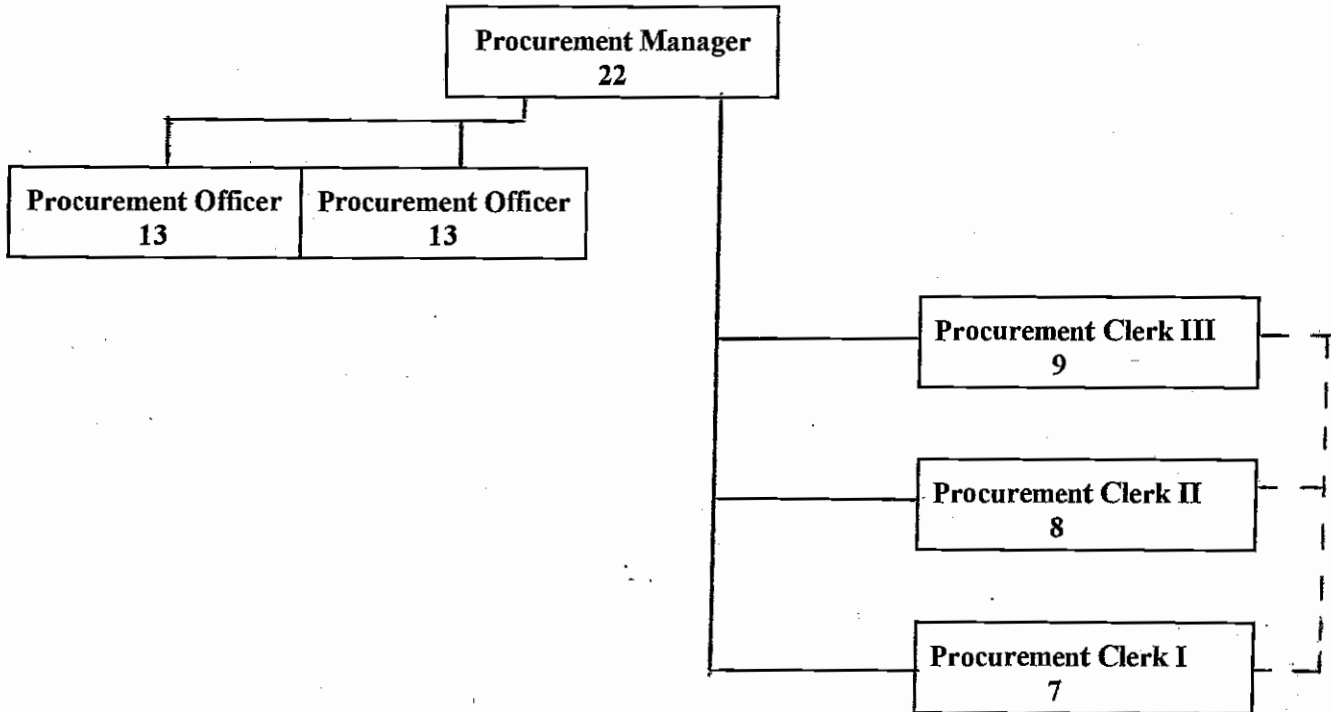 Procurement Manager
22
Procurement Officer
13
Procurement Officer
13
Procurement Clerk III
9
Procurement Clerk II
8
Procurement Clerk I
7